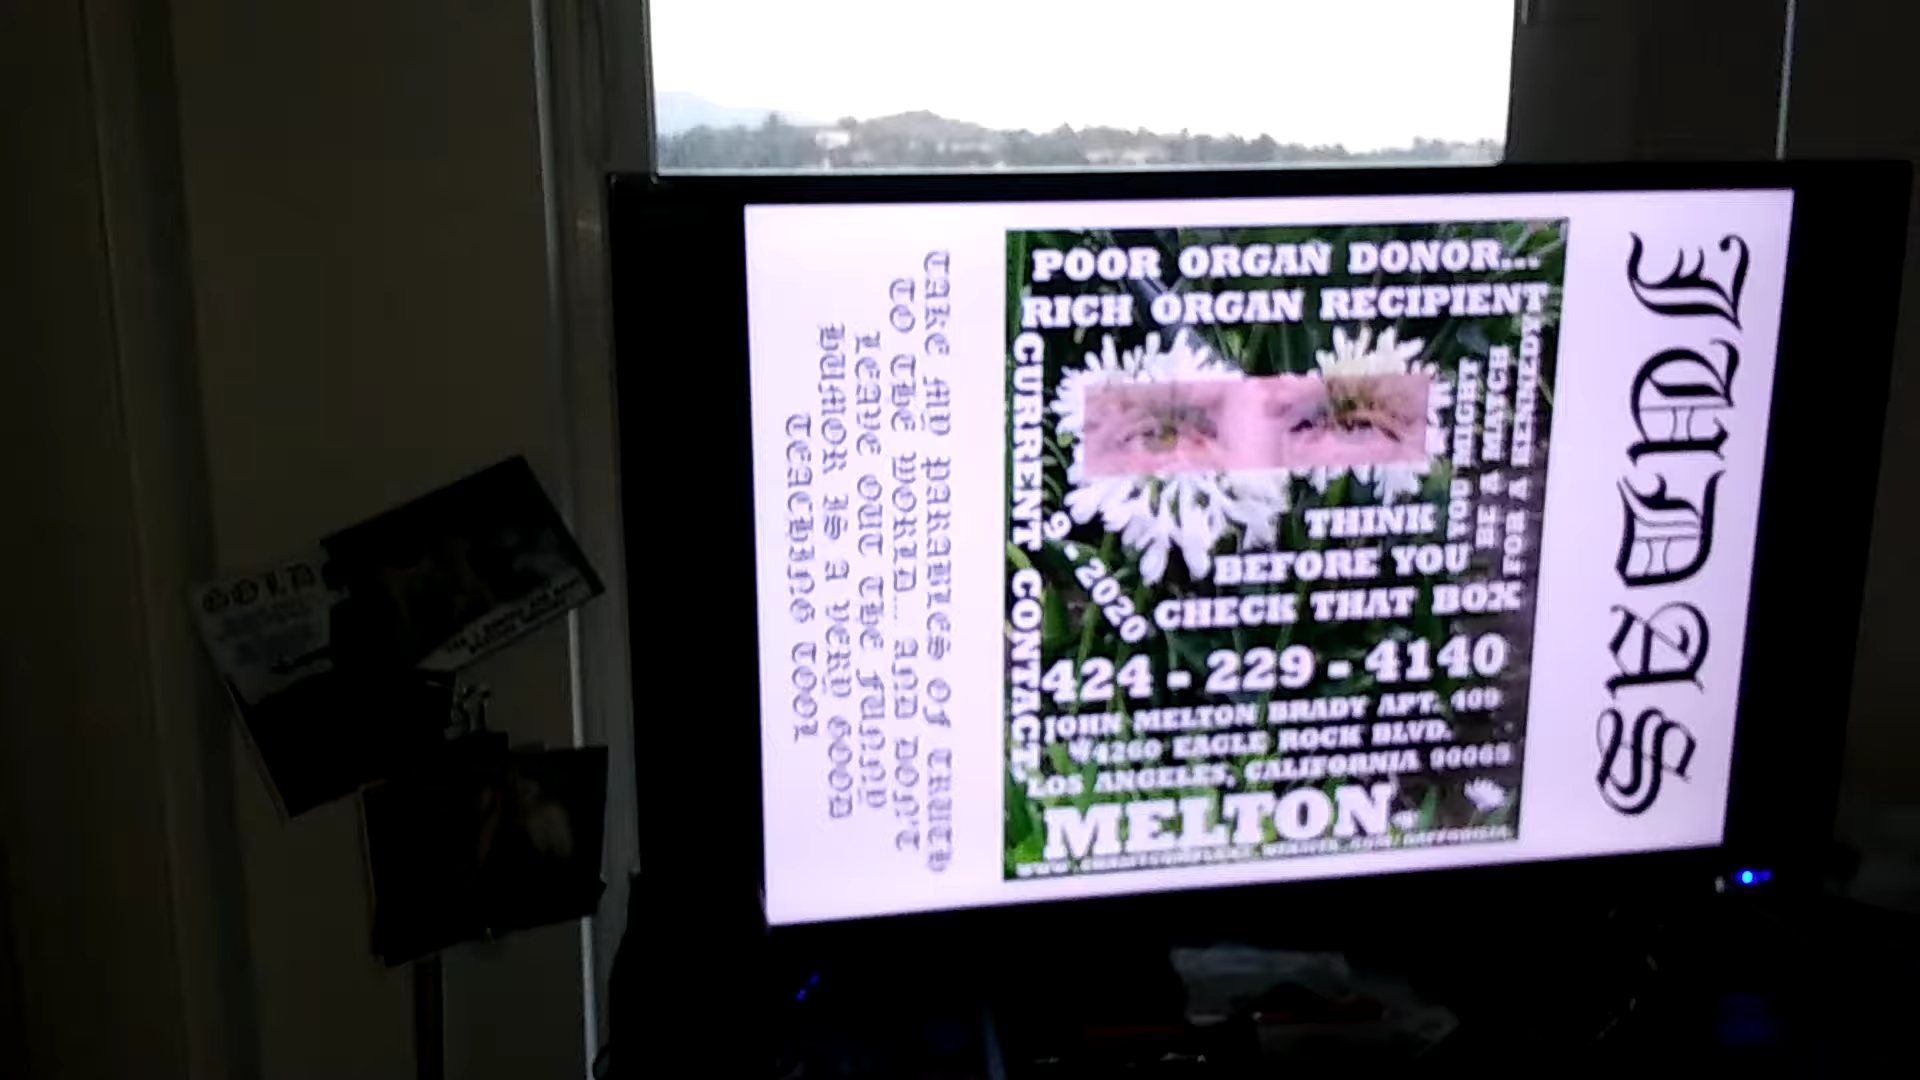 TAKE MY PARABLES OF TRUTH
TO THE WORLD... AND DON'T
LEAVE OUT THE FUNNY
HUMOR IS A VERY GOOD
TEACHING TOOL
POOR ORGAN DONOR...
RICH ORGAN RECIPIENT
CURRENT CONTACT:
9 - 2020
YOU MIGHT
BE A MATCH
FOR A KENNEDY
THINK
BEFORE YOU
CHECK THAT BOX
424 - 229 - 4140
JOHN MELTON BRADY APT. 409
4260 EAGLE ROCK BLVD.
LOS ANGELES, CALIFORNIA 90065
MELTON
JUDAS